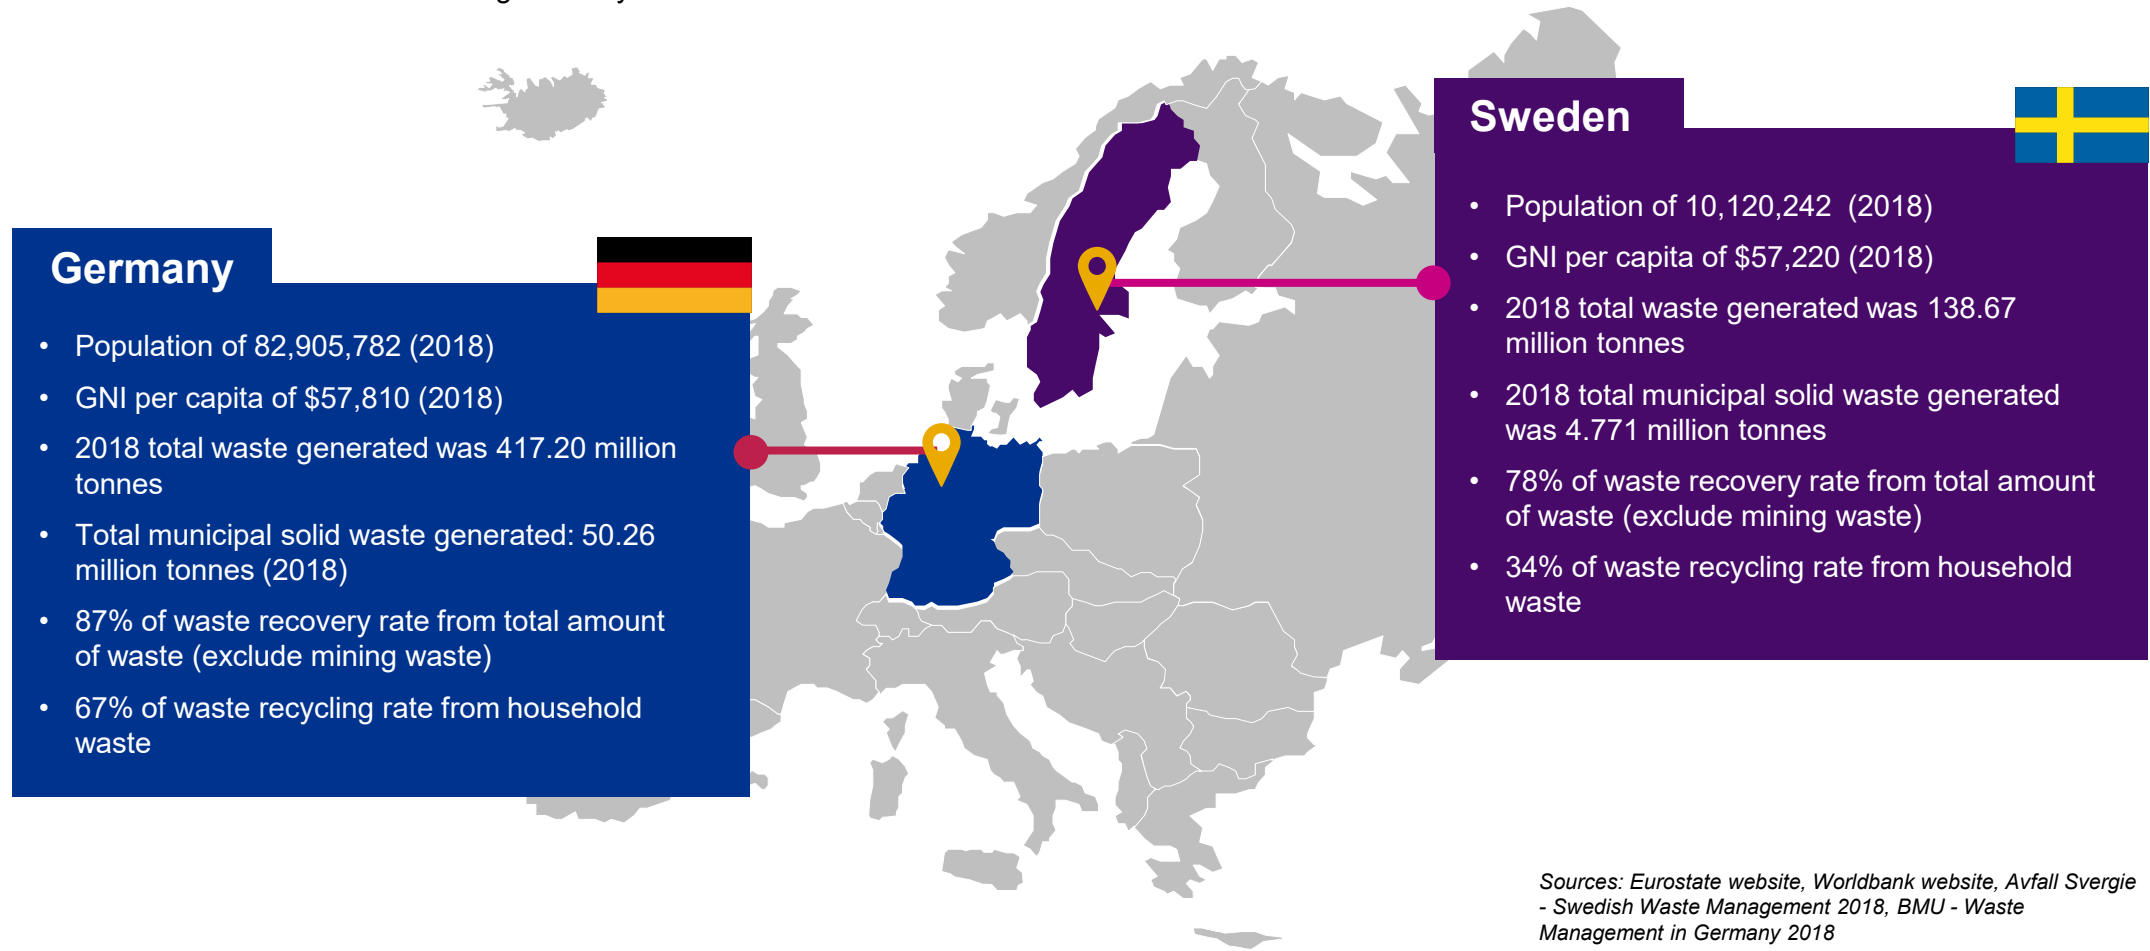 Germany
• Population of 82,905,782 (2018)
• GNI per capita of $57,810 (2018)
• 2018 total waste generated was 417.20 million
tonnes
• Total municipal solid waste generated: 50.26
million tonnes (2018)
• 87% of waste recovery rate from total amount
of waste (exclude mining waste)
• 67% of waste recycling rate from household
waste
Sweden
• Population of 10,120,242 (2018)
• GNI per capita of $57,220 (2018)
• 2018 total waste generated was 138.67
million tonnes
• 2018 total municipal solid waste generated
was 4.771 million tonnes
• 78% of waste recovery rate from total amount
of waste (exclude mining waste)
• 34% of waste recycling rate from household
waste
Sources: Eurostate website, Worldbank website, Avfall Svergie
- Swedish Waste Management 2018, BMU - Waste
Management in Germany 2018